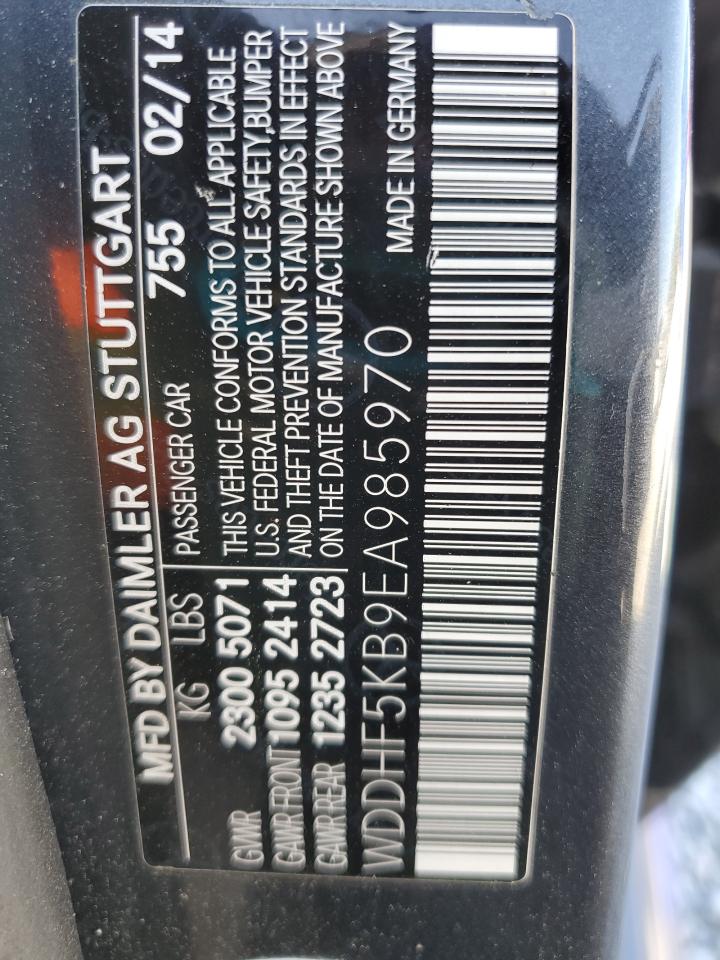 MFD BY DAIMLER AG STUTTGART
KG LBS PASSENGER CAR 755 02/14
GWR 2300 5071 THIS VEHICLE CONFORMS TO ALL APPLICABLE
GAWR FRONT 1095 2414 U.S. FEDERAL MOTOR VEHICLE SAFETY,BUMPER
GAWR REAR 1235 2723 AND THEFT PREVENTION STANDARDS IN EFFECT
ON THE DATE OF MANUFACTURE SHOWN ABOVE
WDDHF5KB9EA985970 MADE IN GERMANY